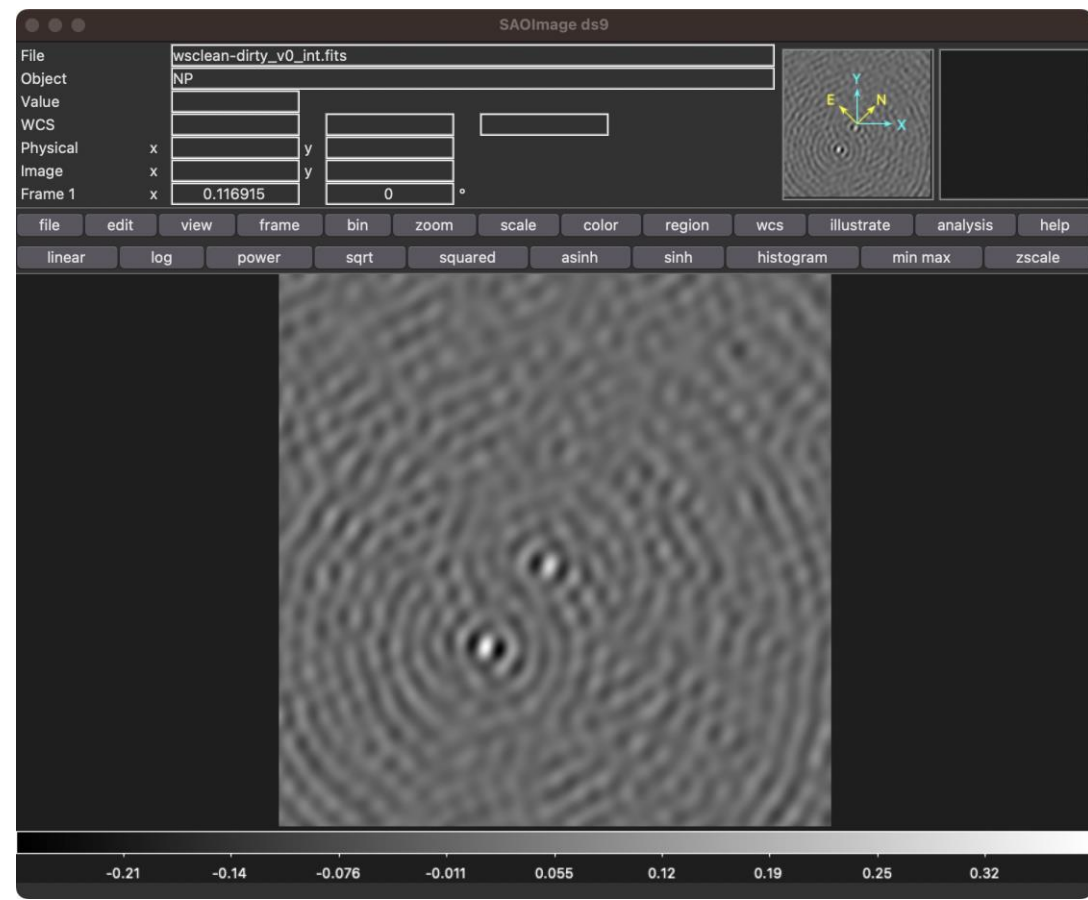 SAOImage ds9
File wsclean-dirty_v0_int.fits
Object NP
Value
WCS
Physical x y
Image x y
Frame 1 x 0.116915 0 °
Y
E N
X
file edit view frame bin zoom scale color region wcs illustrate analysis help
linear log power sqrt squared asinh sinh histogram min max zscale
-0.21 -0.14 -0.076 -0.011 0.055 0.12 0.19 0.25 0.32